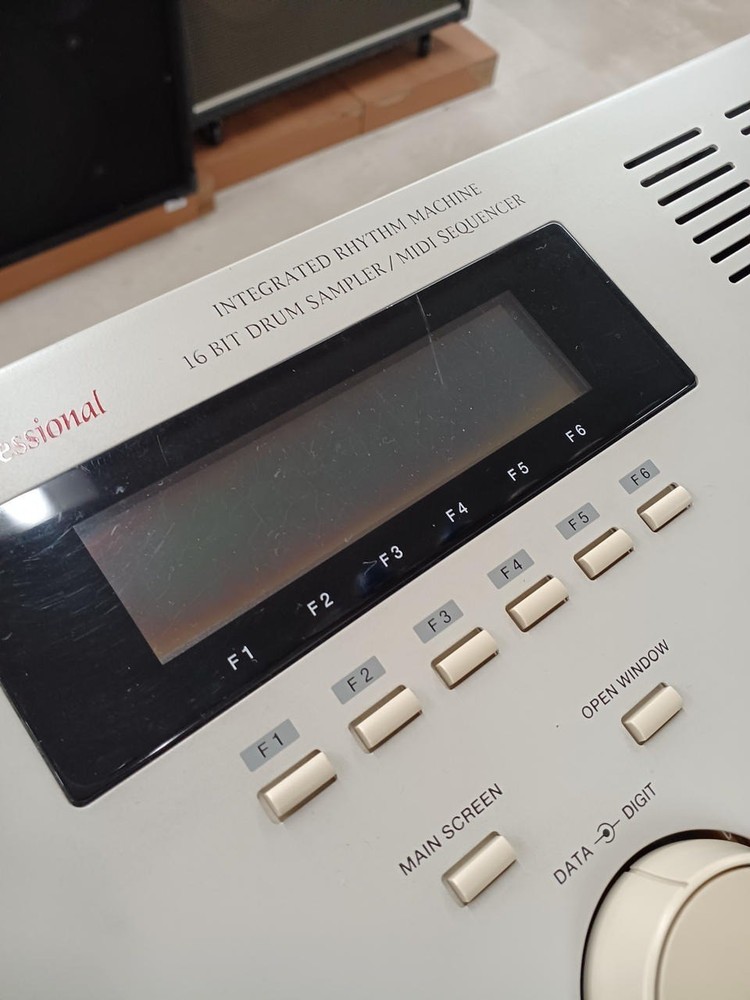 INTEGRATED RHYTHM MACHINE
16 BIT DRUM SAMPLER / MIDI SEQUENCER
essional
F1 F2 F3 F4 F5 F6
F1 F2 F3 F4 F5 F6
OPEN WINDOW
MAIN SCREEN
DATA DIGIT